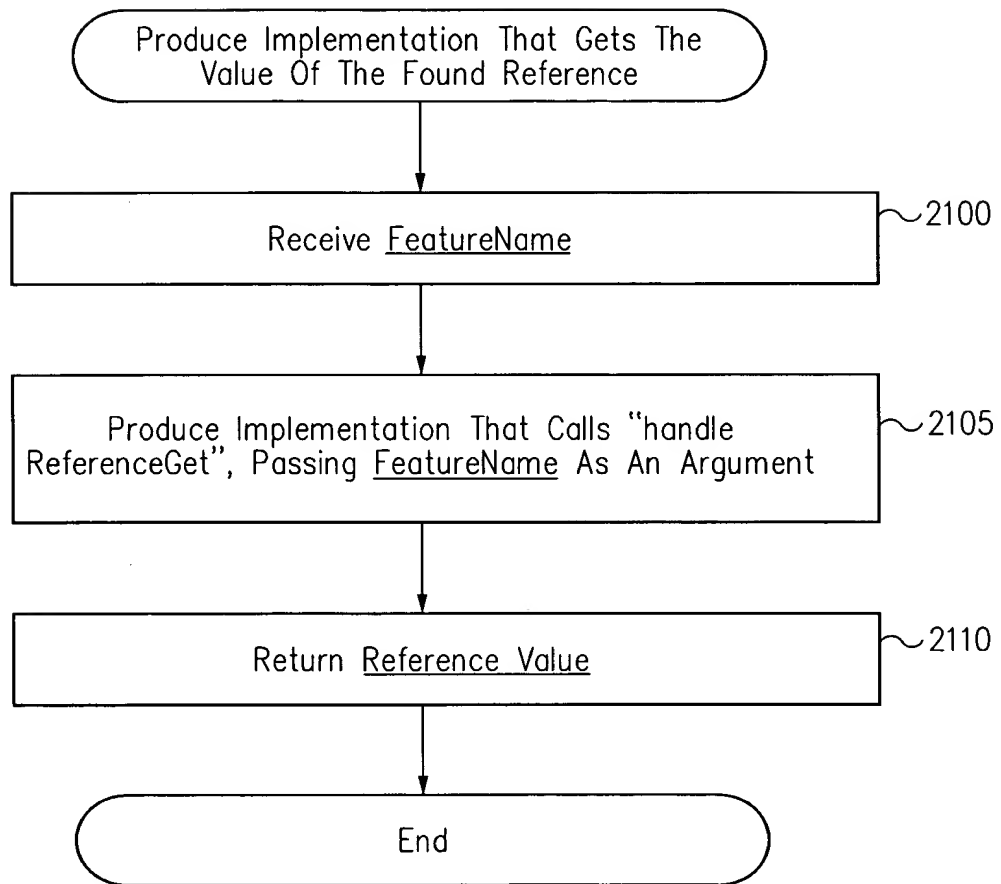 Produce Implementation That Gets The
Value Of The Found Reference
Receive FeatureName
2100
Produce Implementation That Calls “handle
ReferenceGet”, Passing FeatureName As An Argument
2105
Return Reference Value
2110
End